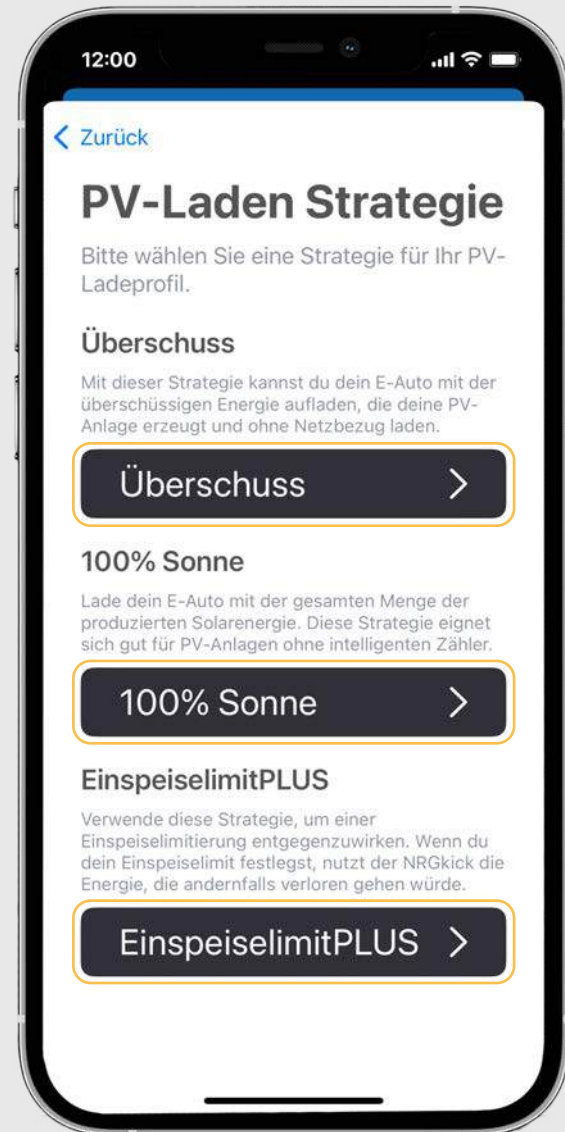 12:00
Zurück
PV-Laden Strategie
Bitte wählen Sie eine Strategie für Ihr PV-
Ladeprofil.
Überschuss
Mit dieser Strategie kannst du dein E-Auto mit der
überschüssigen Energie aufladen, die deine PV-
Anlage erzeugt und ohne Netzbezug laden.
Überschuss
100% Sonne
Lade dein E-Auto mit der gesamten Menge der
produzierten Solarenergie. Diese Strategie eignet
sich gut für PV-Anlagen ohne intelligenten Zähler.
100% Sonne
EinspeiselimitPLUS
Verwende diese Strategie, um einer
Einspeiselimitierung entgegenzuwirken. Wenn du
dein Einspeiselimit festlegst, nutzt der NRGkick die
Energie, die andernfalls verloren gehen würde.
EinspeiselimitPLUS